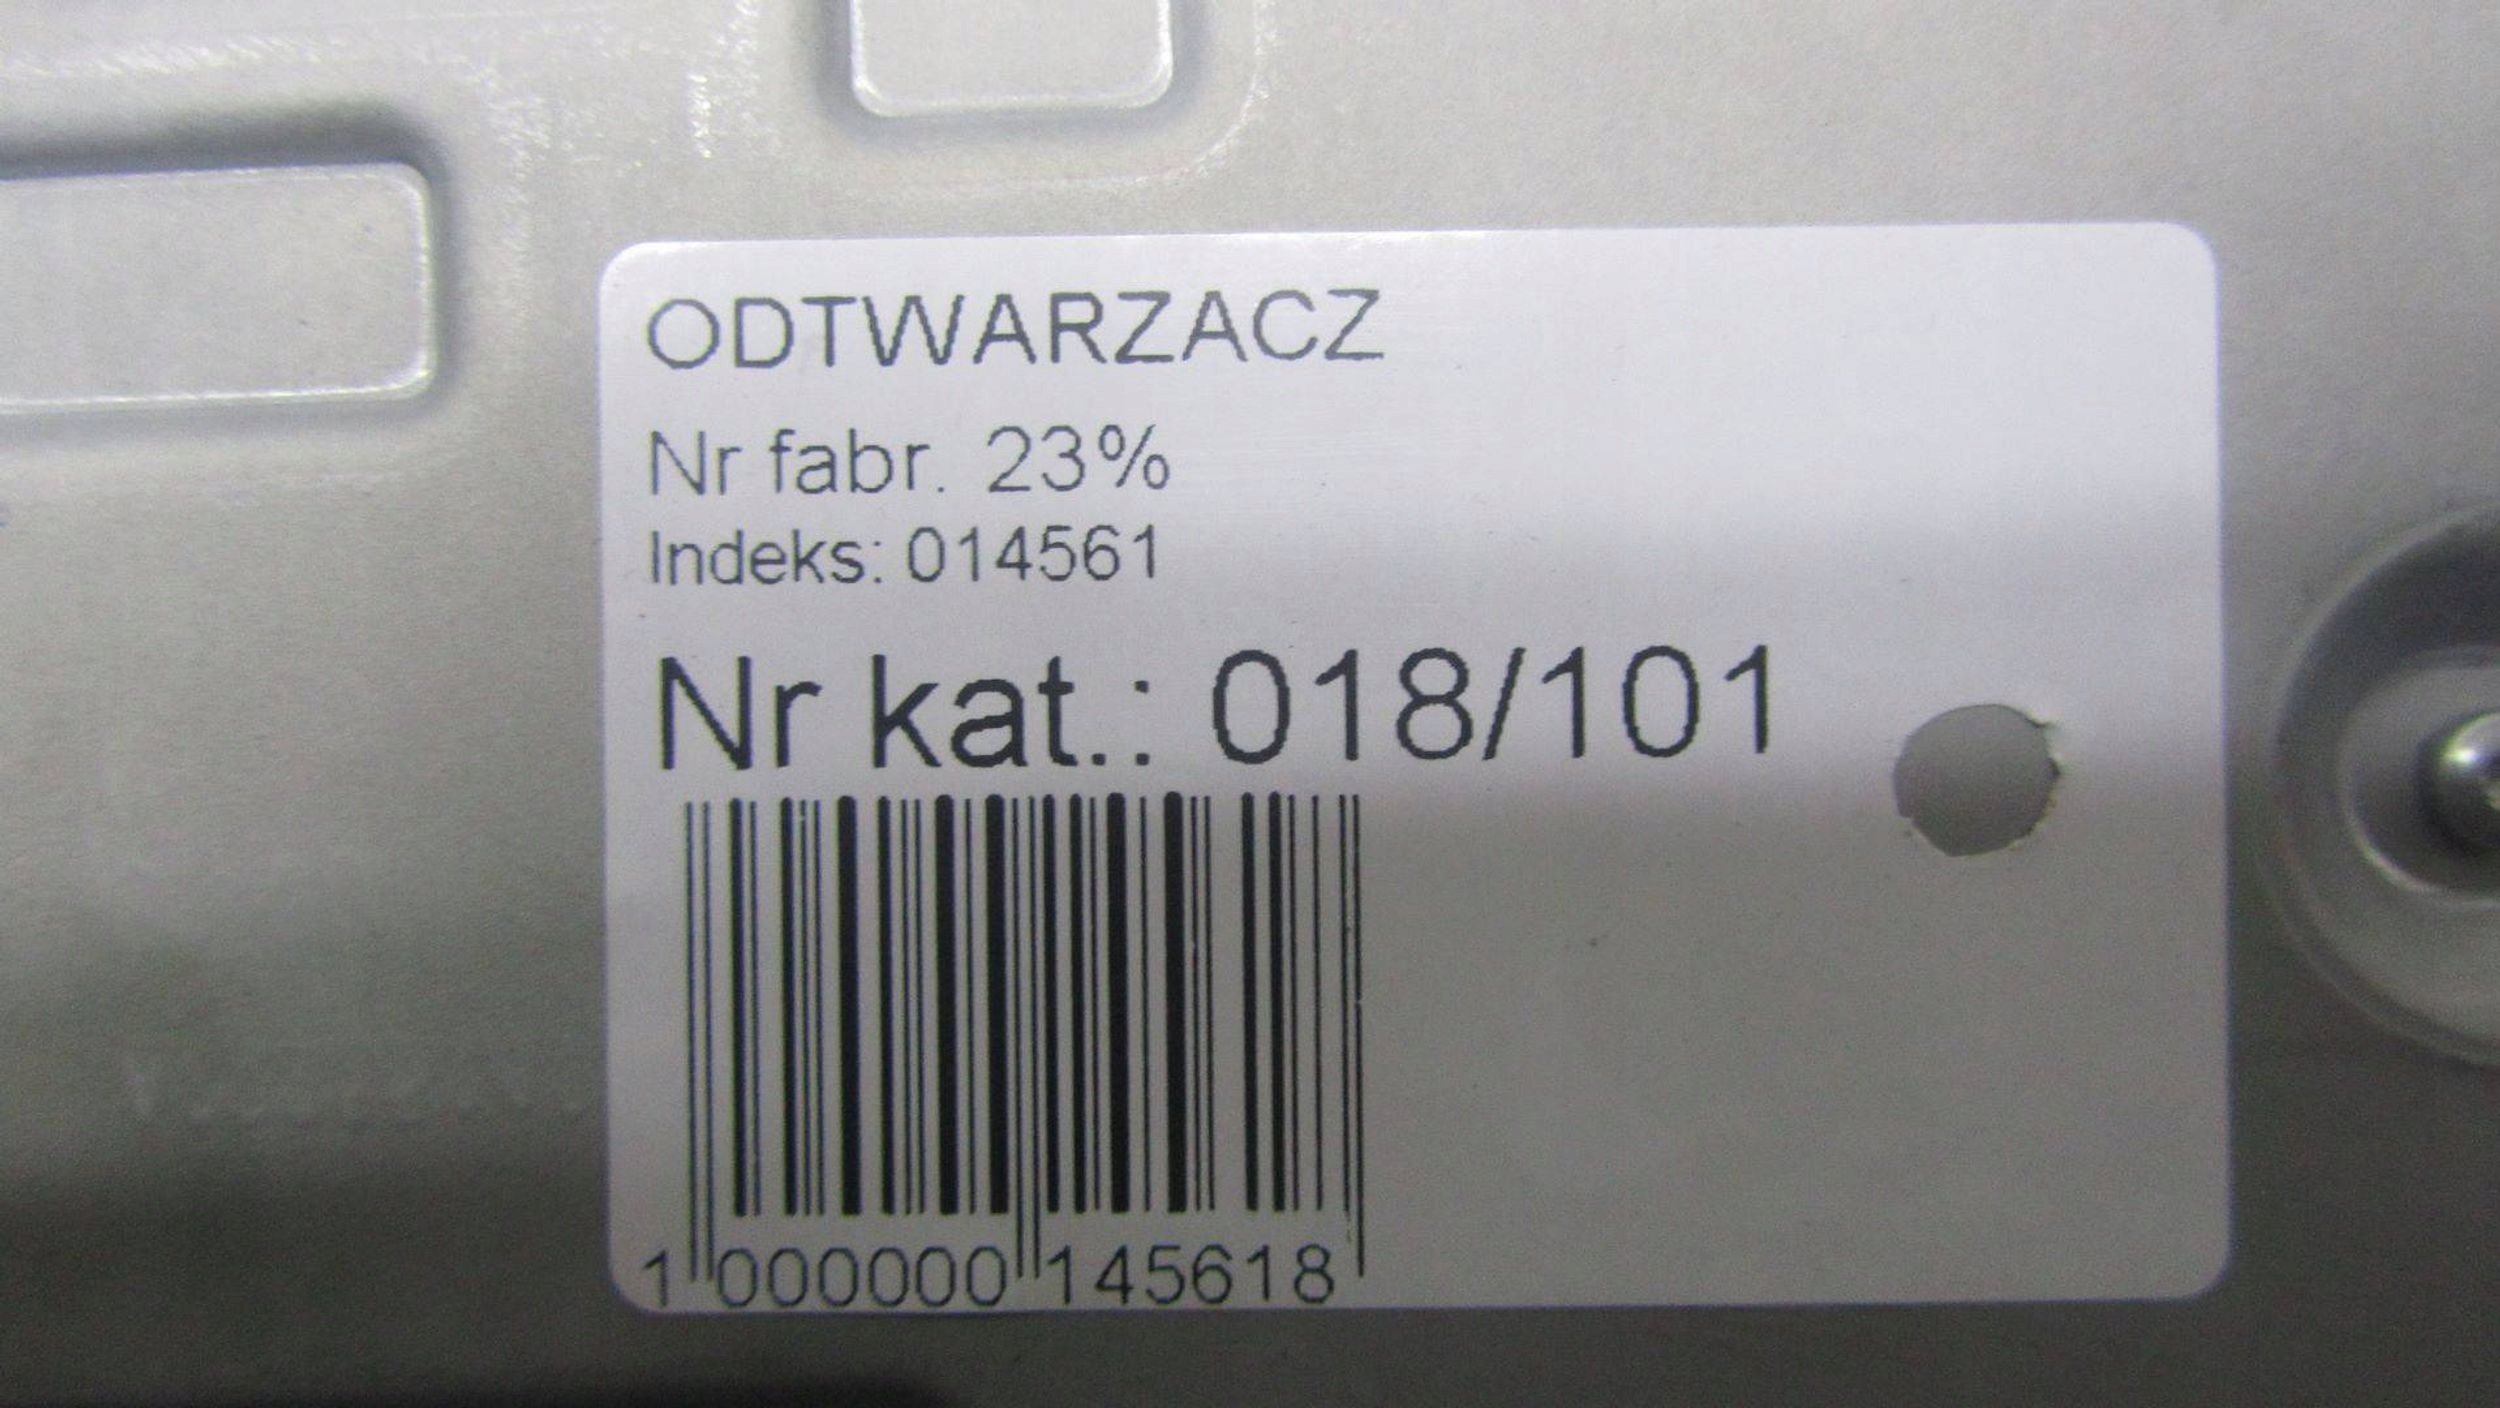 ODTWARZACZ
Nr fabr. 23%
Indeks: 014561
Nr kat.: 018/101
1 000000 145618